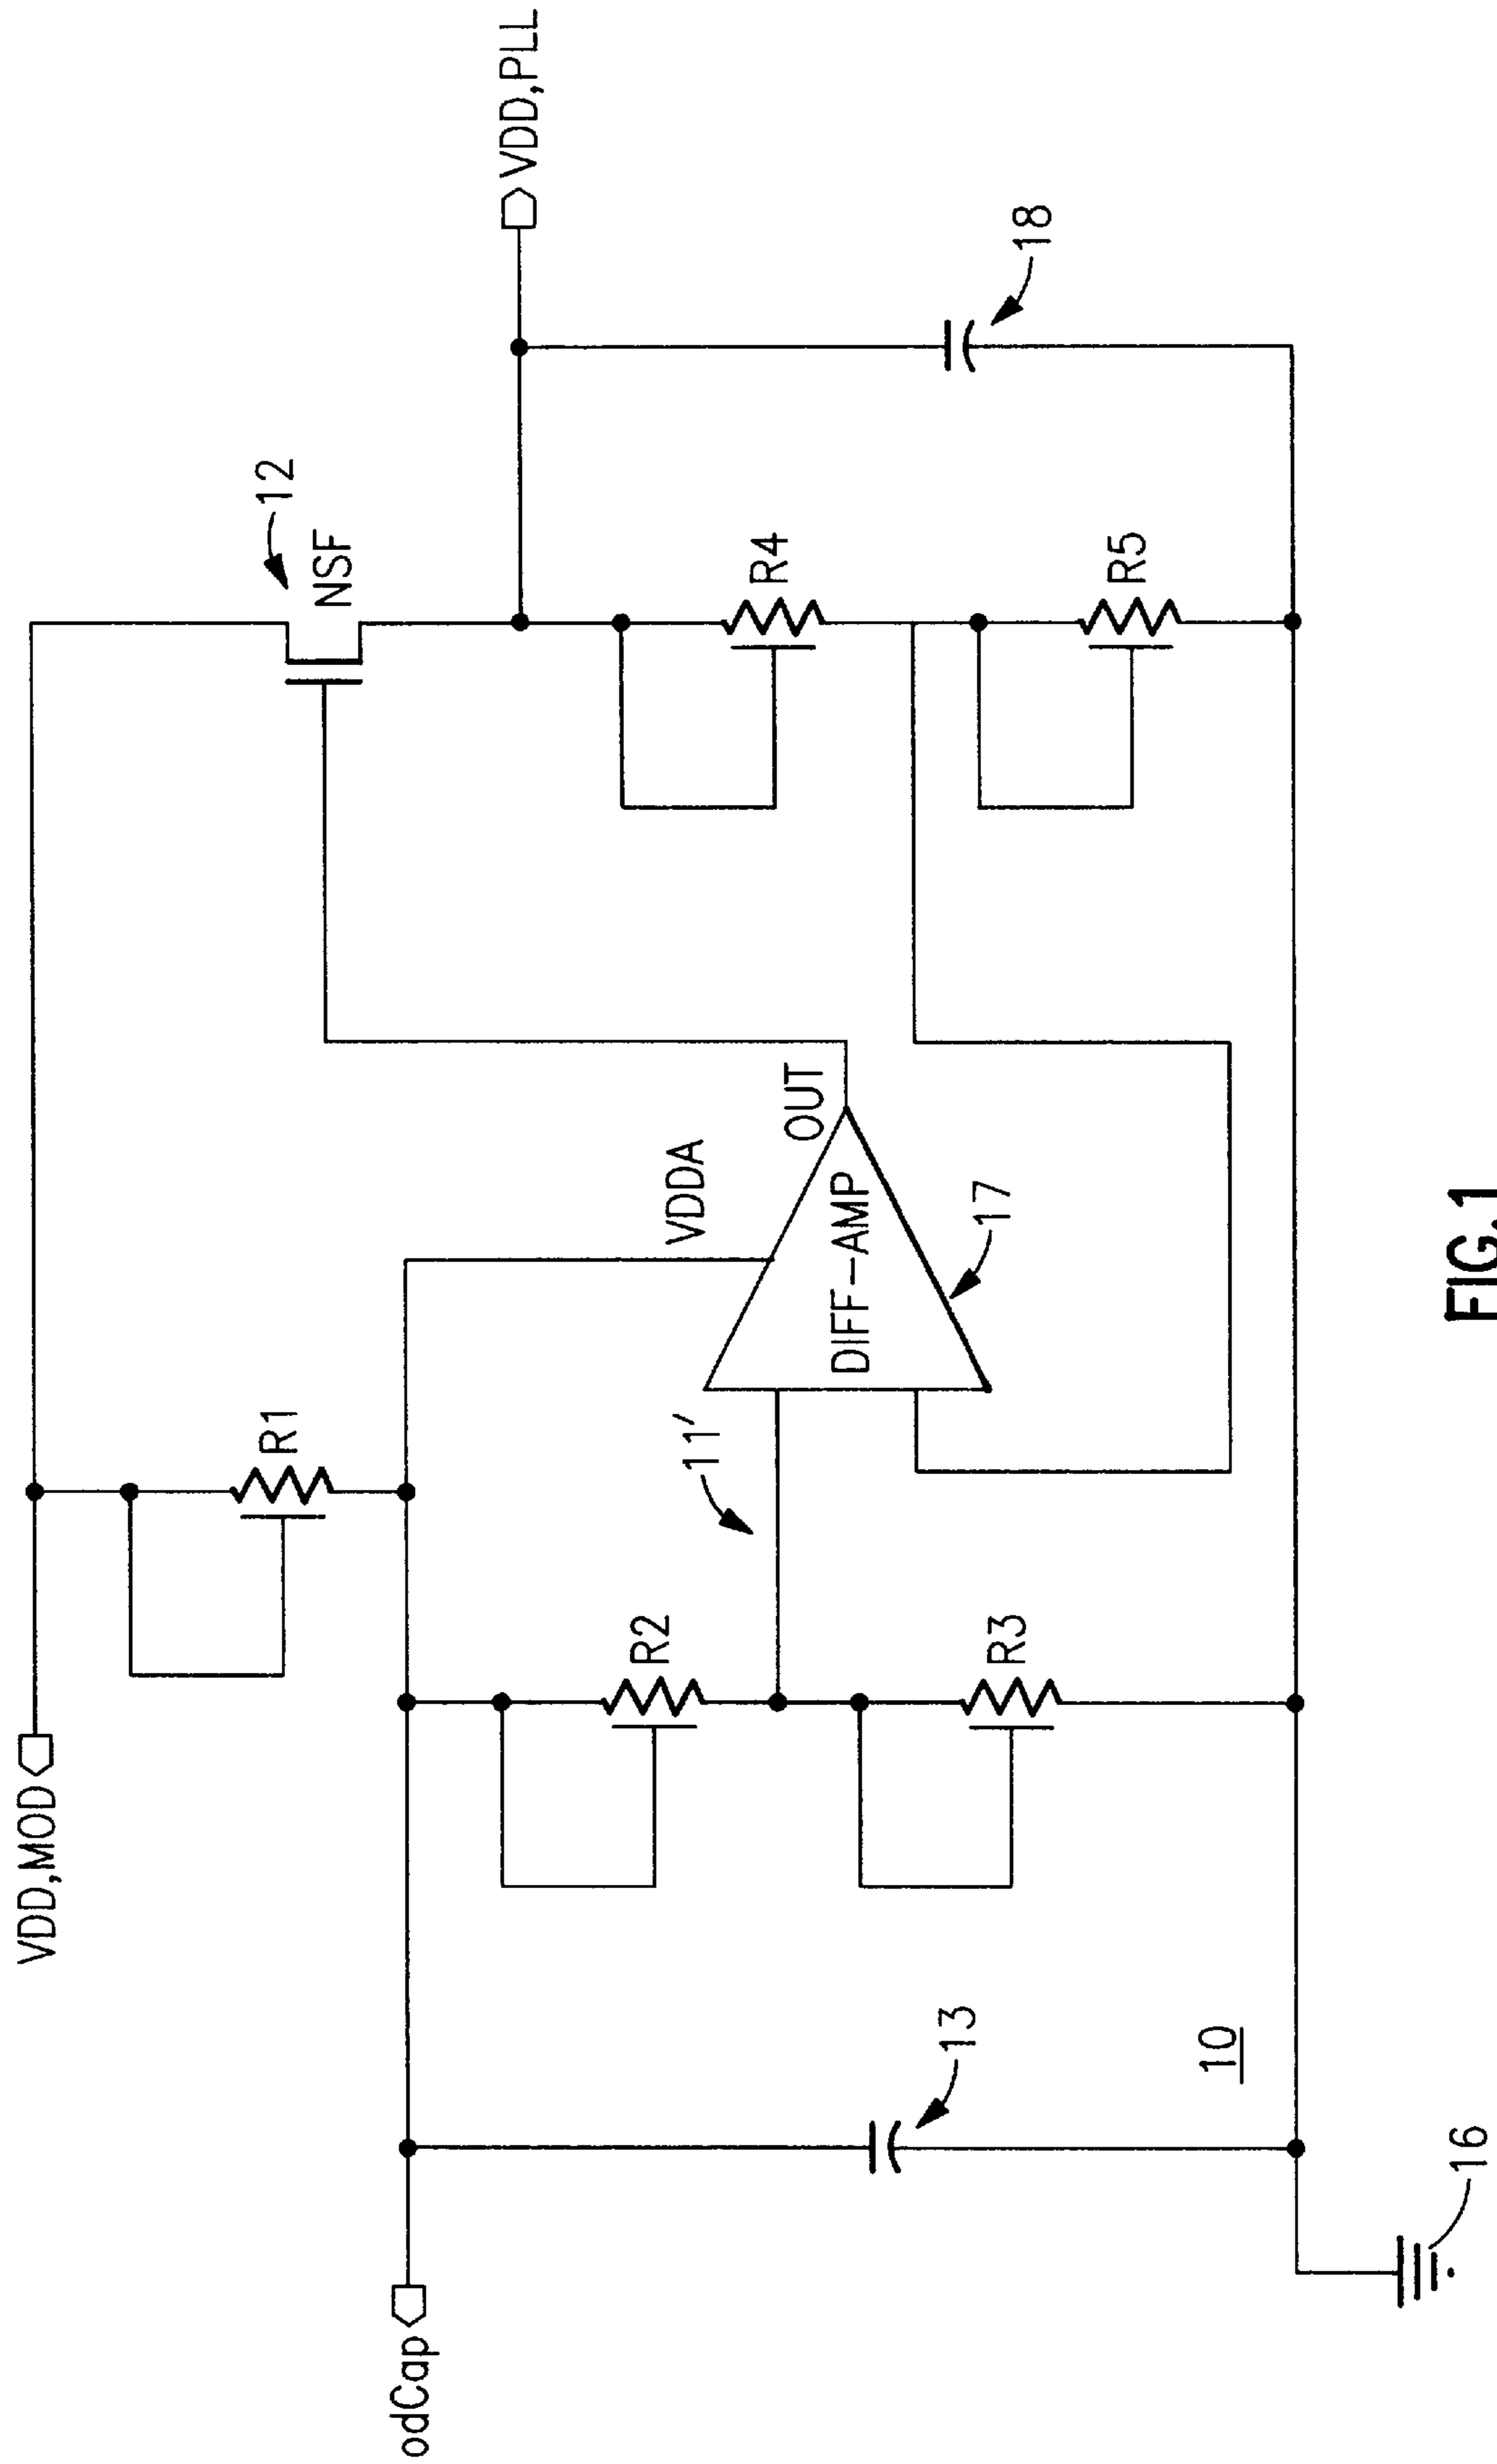 VDD,MOD
R1
12
NSF
VDD,PLL
odCap
R2
11′
VDDA
OUT
DIFF-AMP
17
R3
R4
R5
18
13
10
16
FIG.1